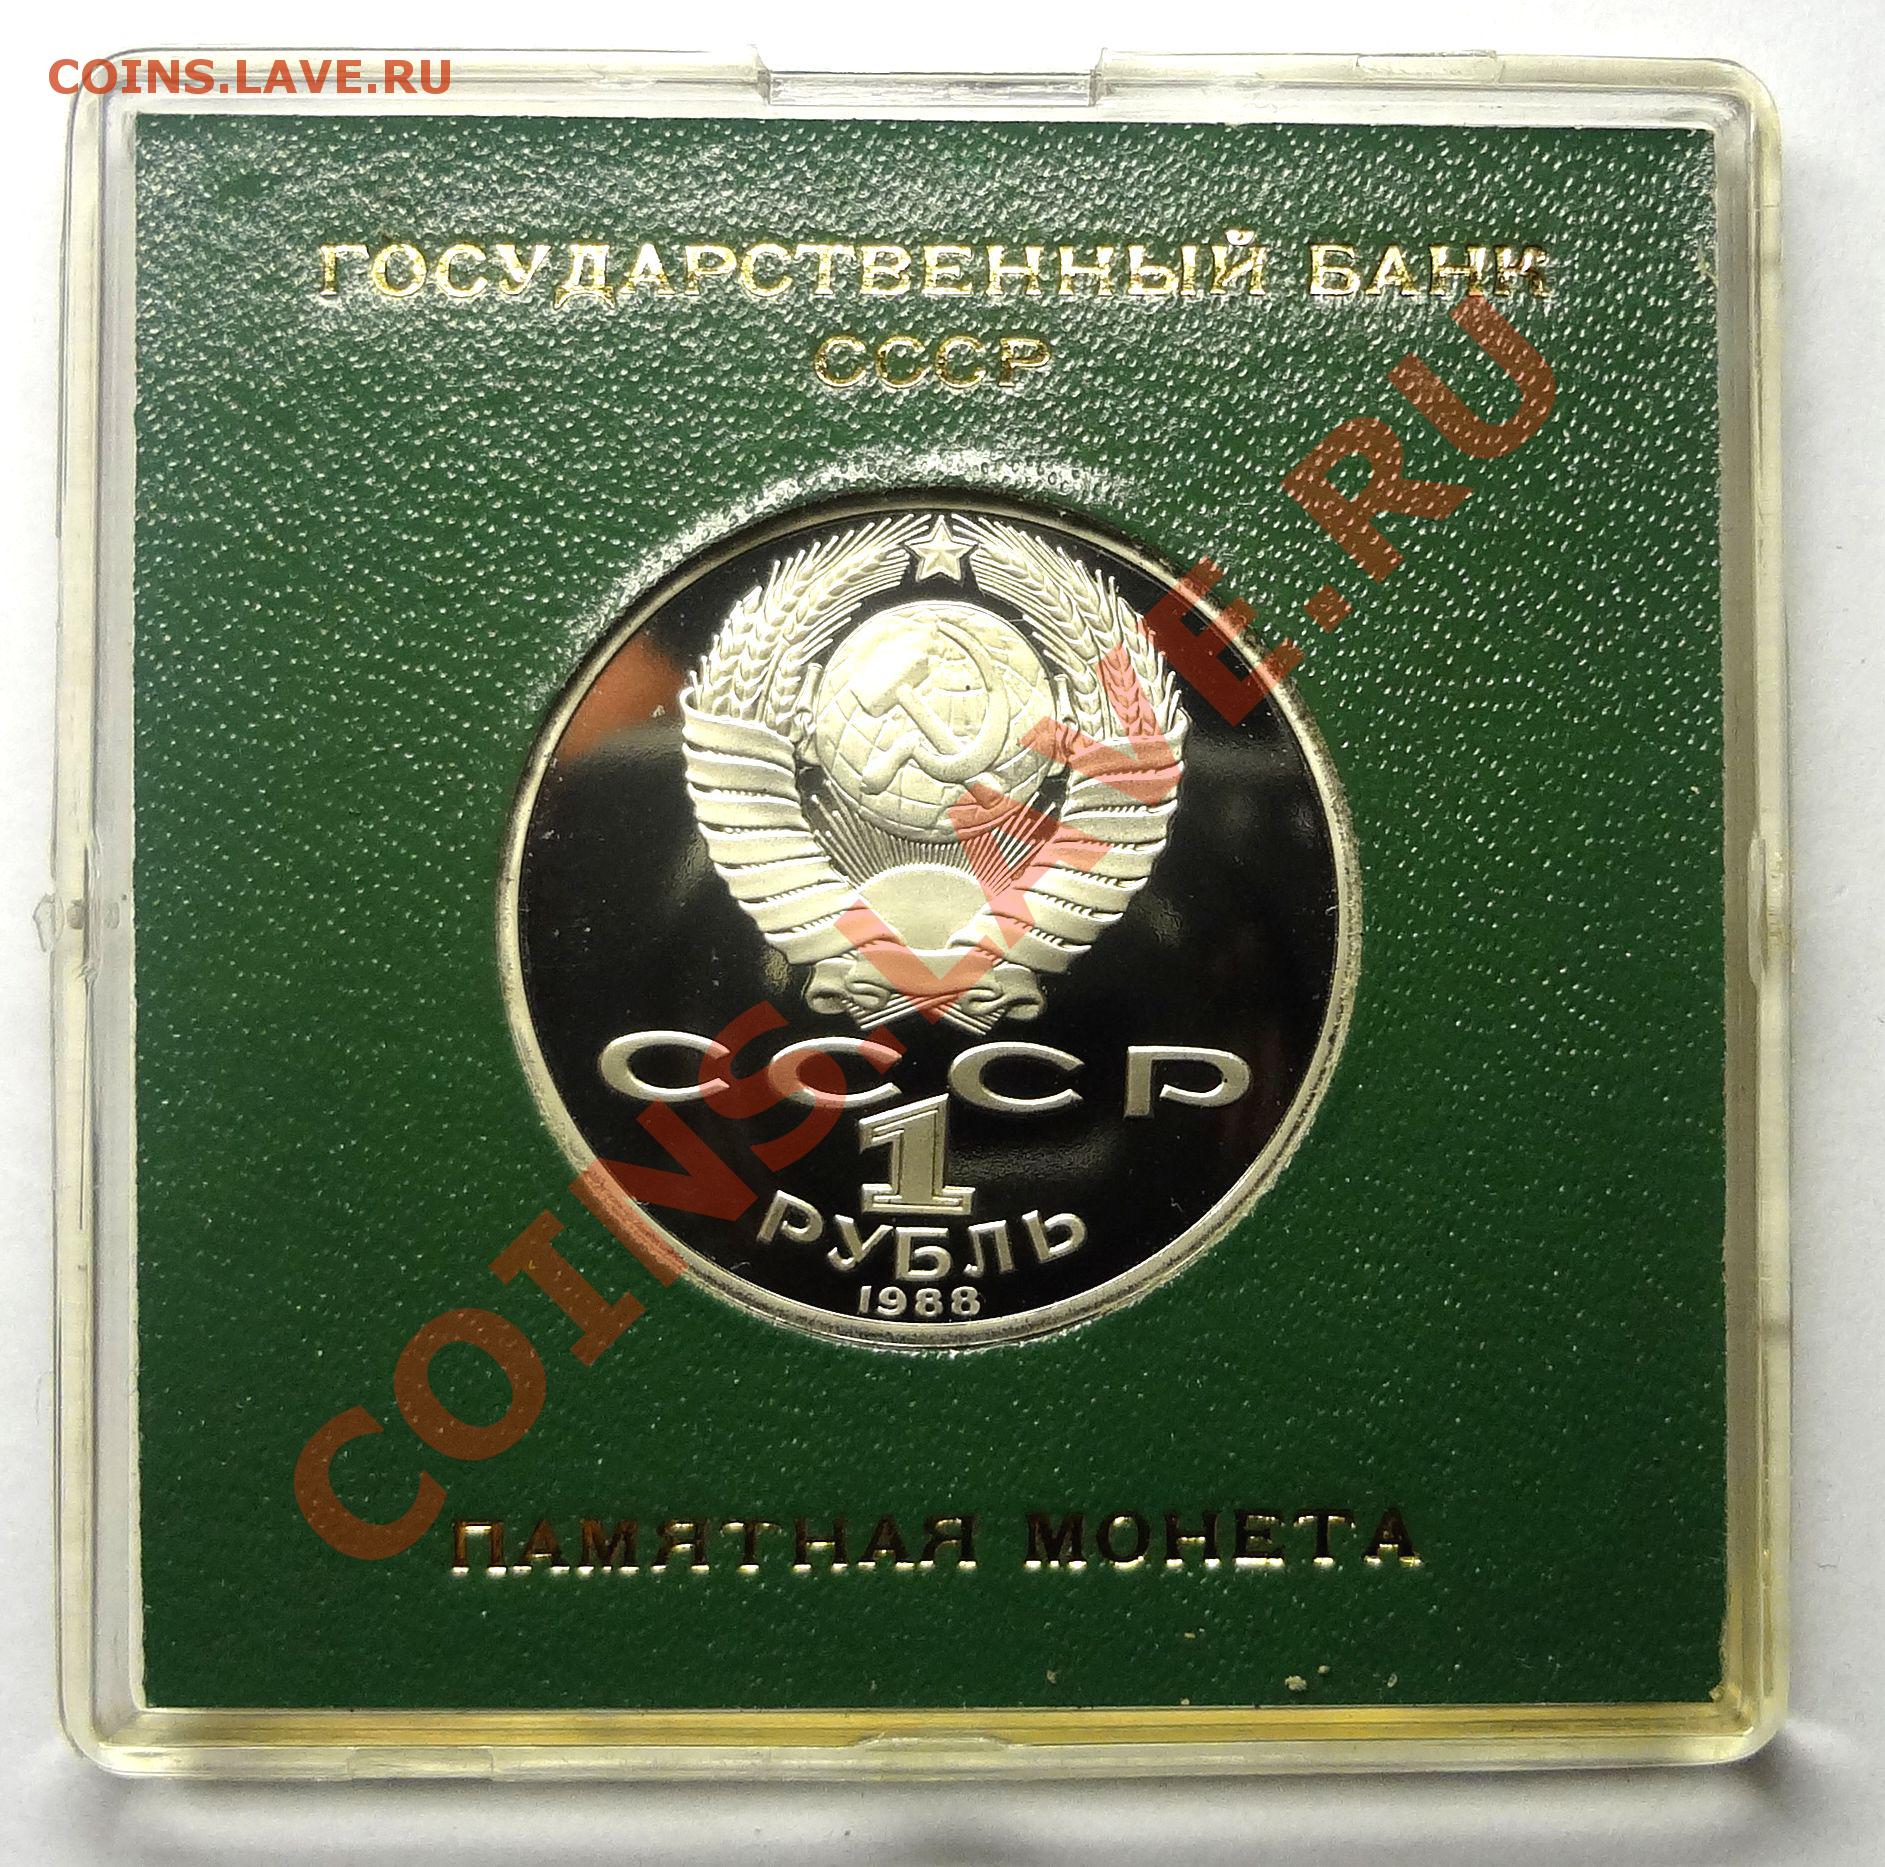 COINS.LAVE.RU
ГОСУДАРСТВЕННЫЙ БАНК
СССР
СССР
1
РУБЛЬ
1988
ПАМЯТНАЯ МОНЕТА
COINS.LAVE.RU